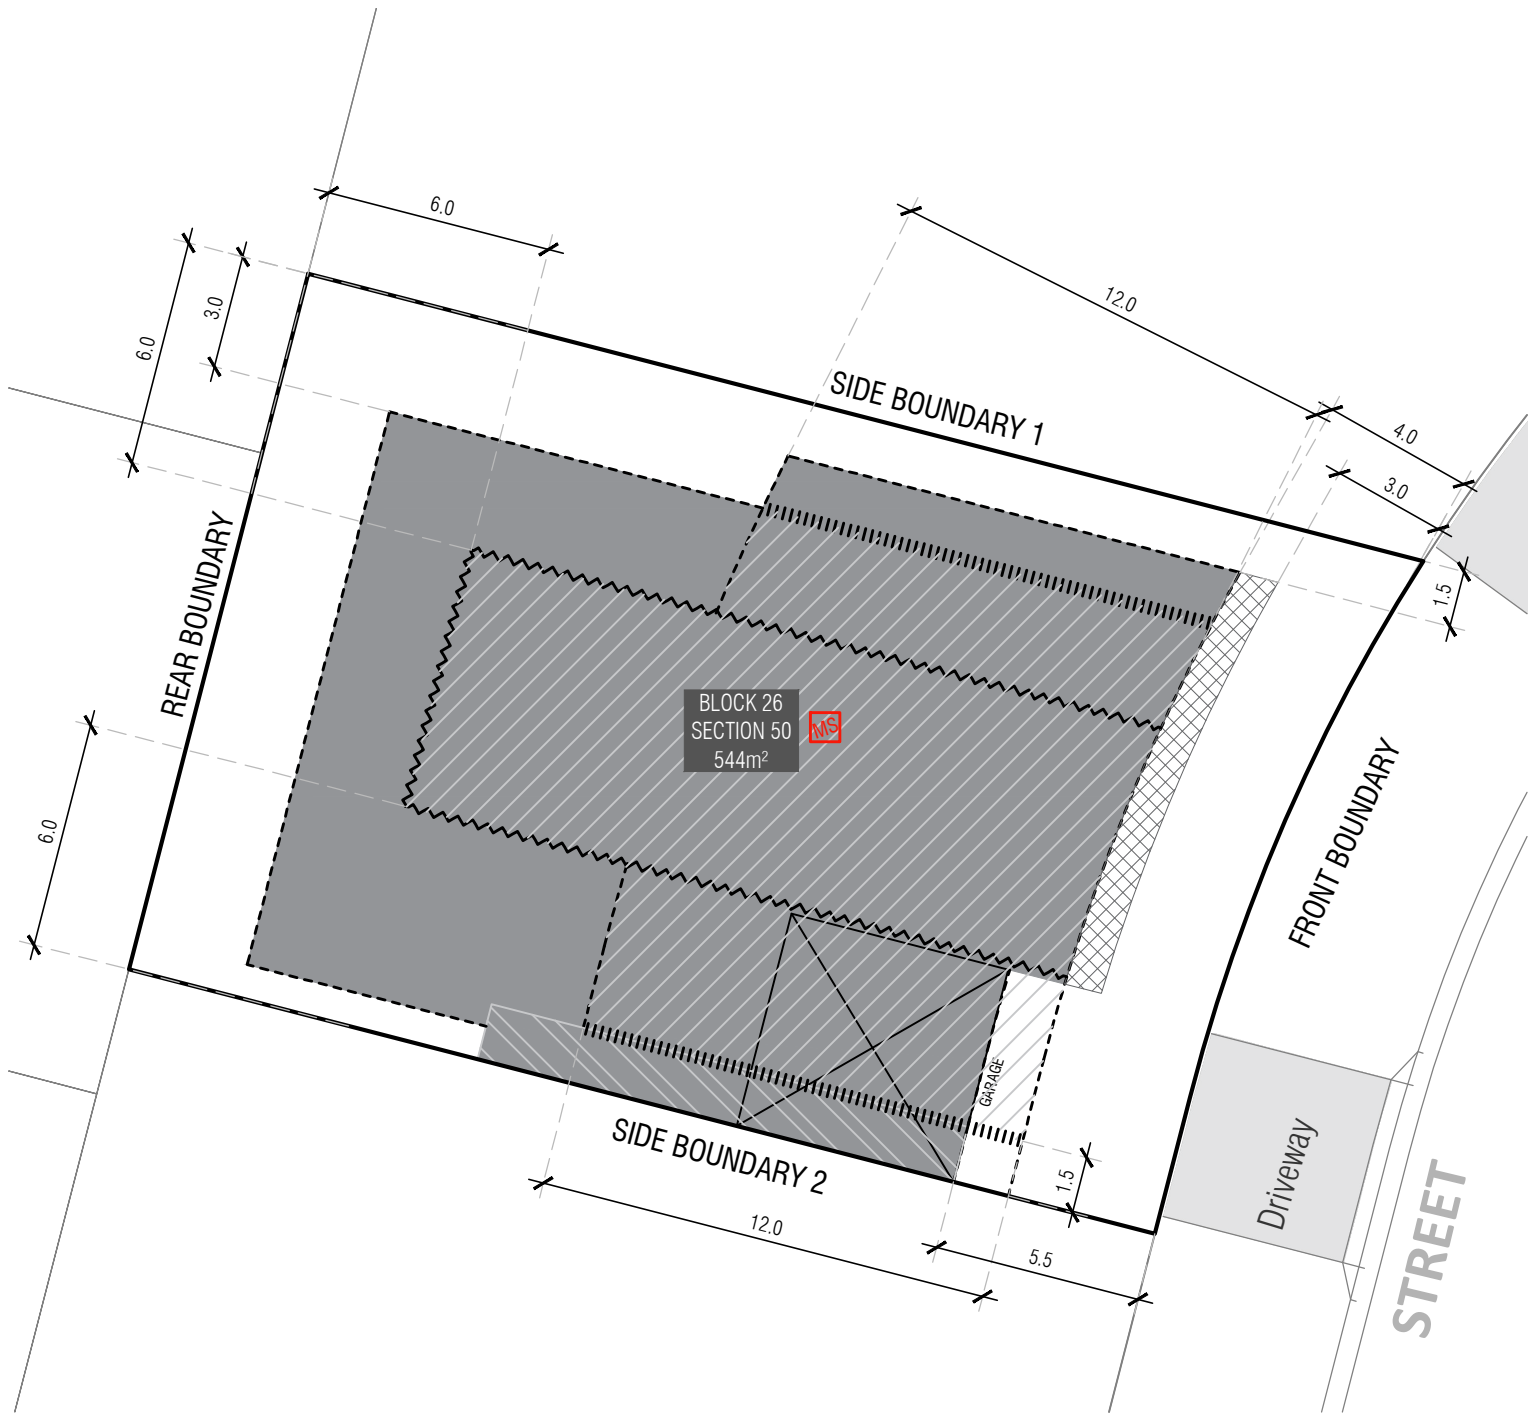 6.0
12.0
3.0
6.0
SIDE BOUNDARY 1
4.0
3.0
1.5
REAR BOUNDARY
BLOCK 26
SECTION 50
544m²
MS
6.0
FRONT BOUNDARY
GARAGE
SIDE BOUNDARY 2
1.5
Driveway
12.0
5.5
STREET